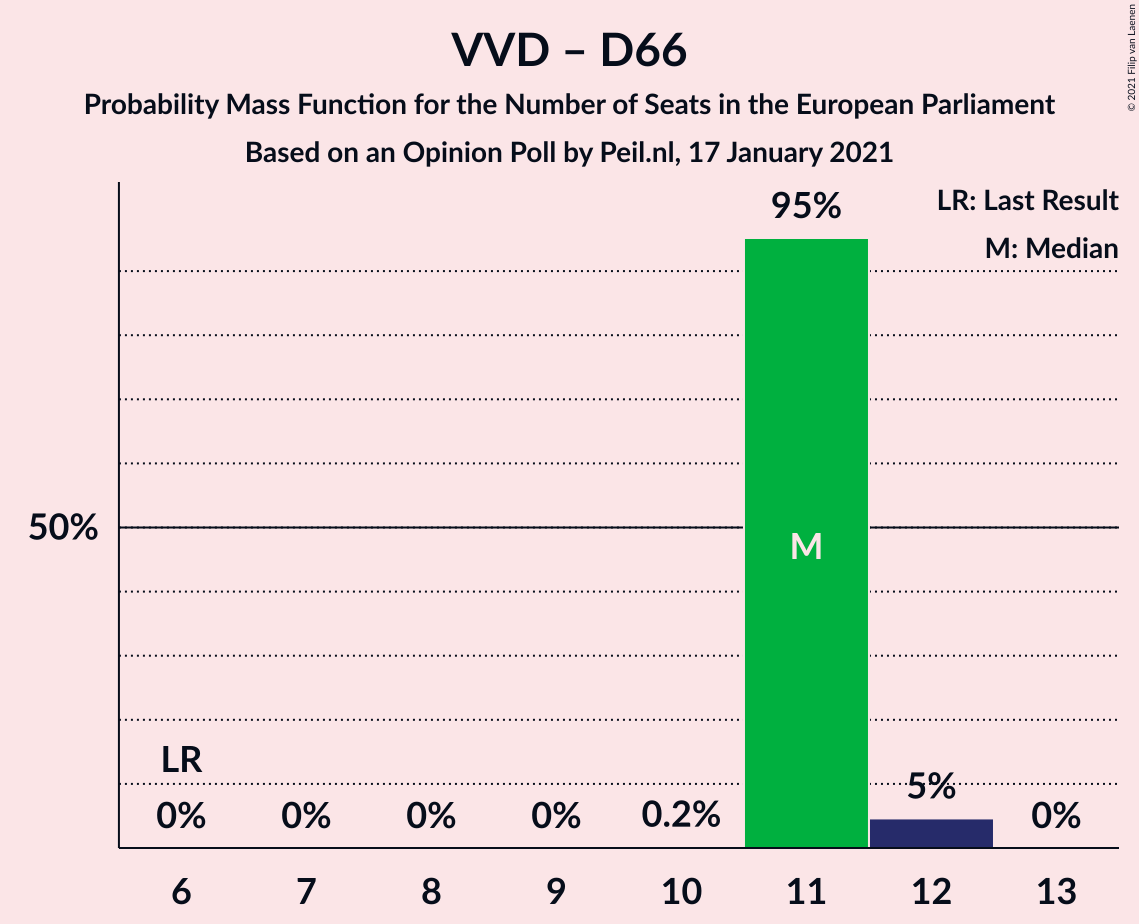 VVD – D66
Probability Mass Function for the Number of Seats in the European Parliament
Based on an Opinion Poll by Peil.nl, 17 January 2021
© 2021 Filip van Laenen
LR: Last Result
M: Median
95%
50%
M
LR
5%
0% 0% 0% 0% 0.2% 0%
6 7 8 9 10 11 12 13